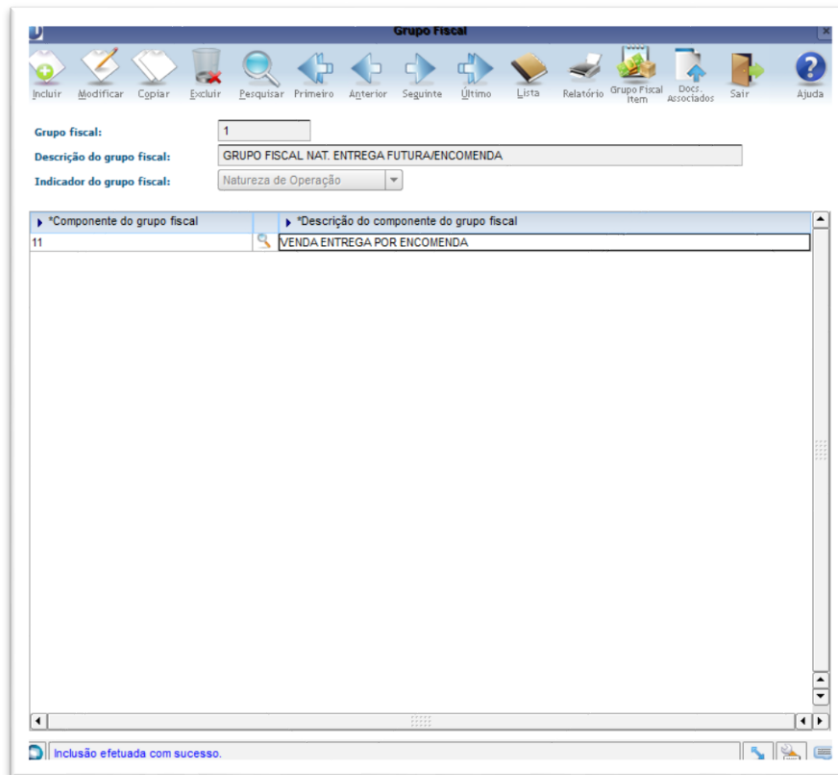 Grupo Fiscal
Incluir Modificar Copiar Excluir Pesquisar Primeiro Anterior Seguinte Último Lista Relatório Grupo Fiscal Item Docs. Associados Sair Ajuda
Grupo fiscal: 1
Descrição do grupo fiscal: GRUPO FISCAL NAT. ENTREGA FUTURA/ENCOMENDA
Indicador do grupo fiscal: Natureza de Operação
*Componente do grupo fiscal *Descrição do componente do grupo fiscal
11 VENDA ENTREGA POR ENCOMENDA
Inclusão efetuada com sucesso.